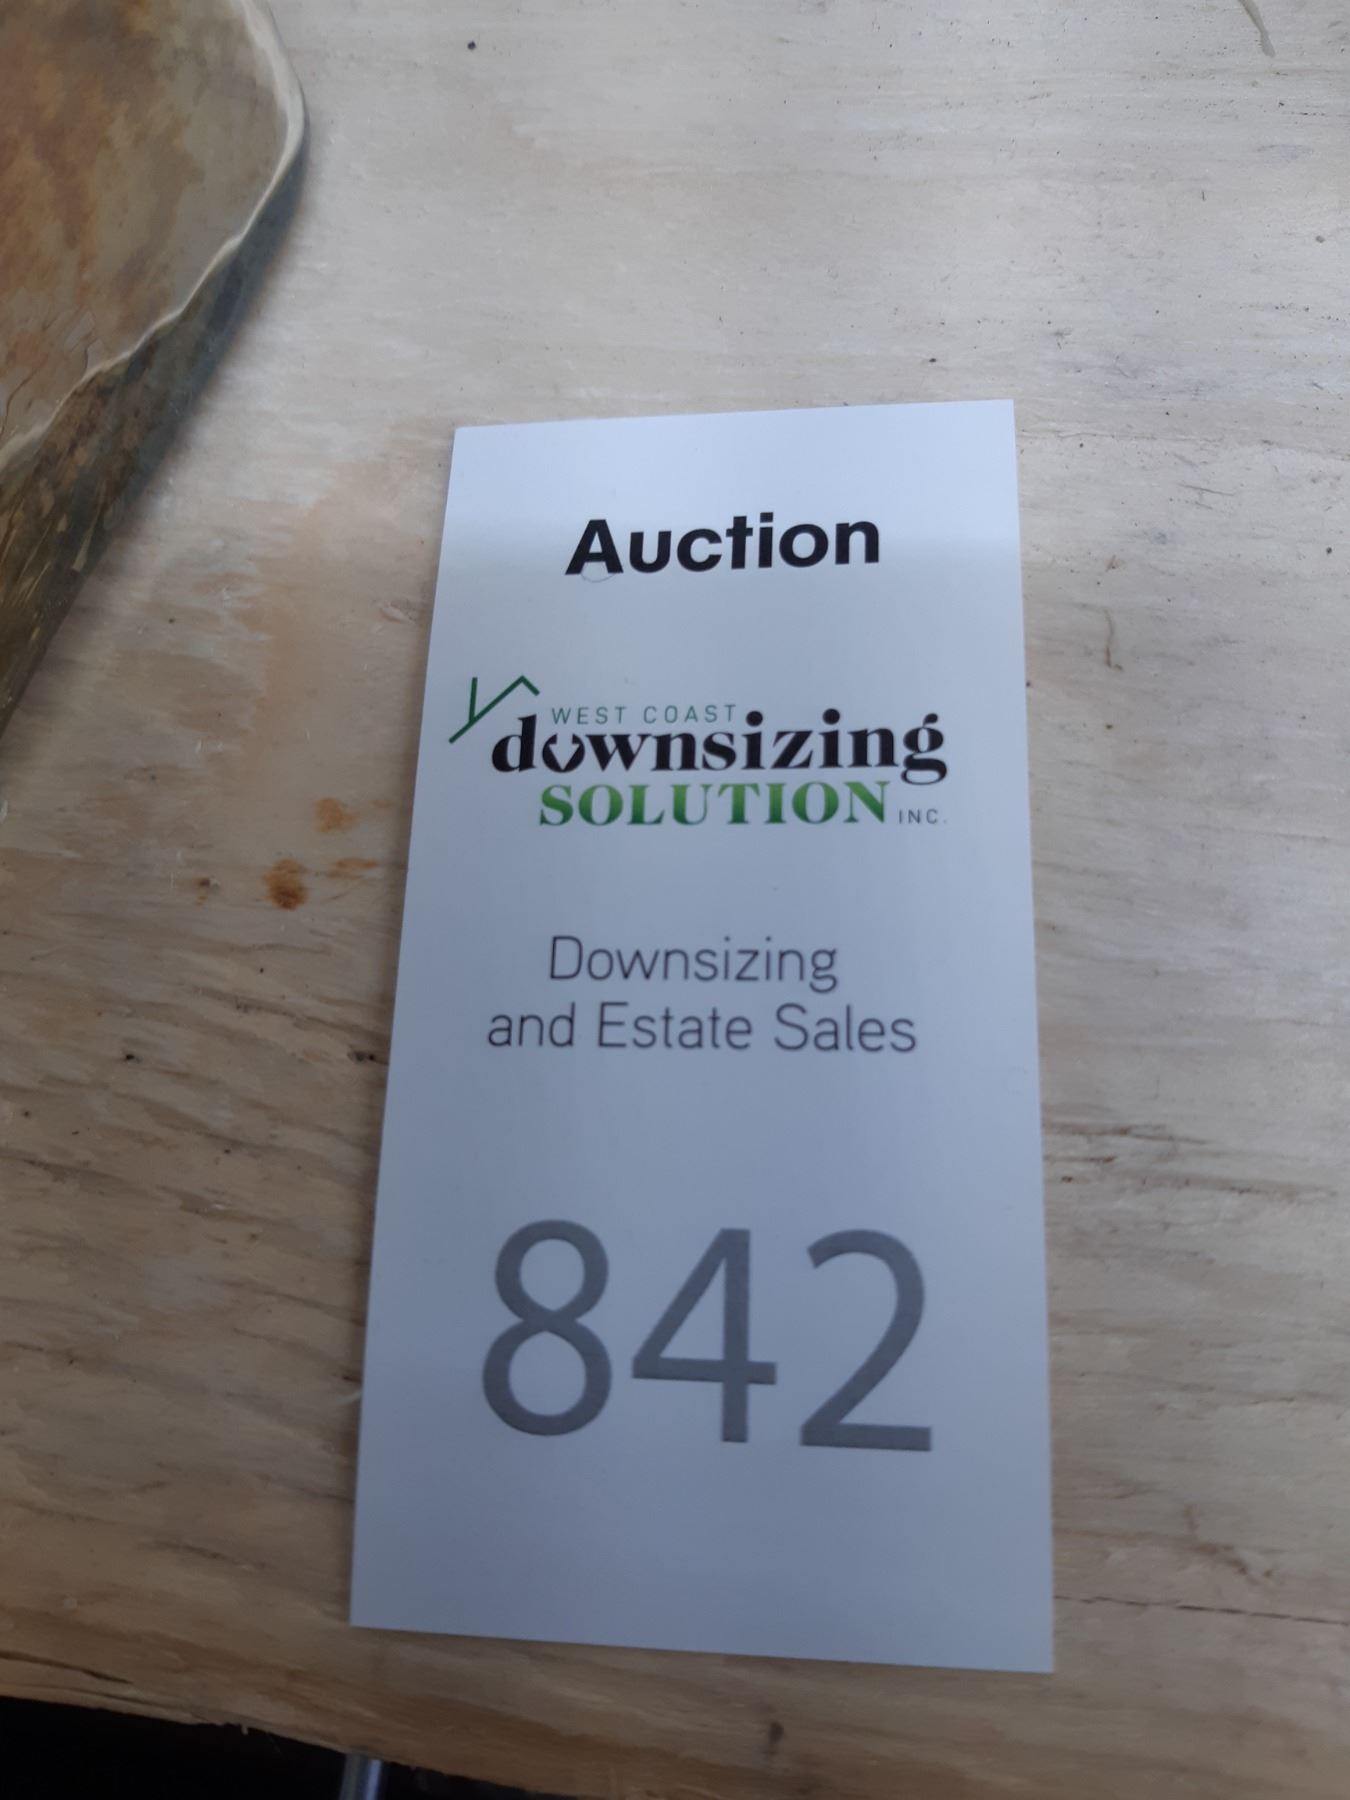 Auction
WEST COAST
downsizing
SOLUTION INC.
Downsizing
and Estate Sales
842